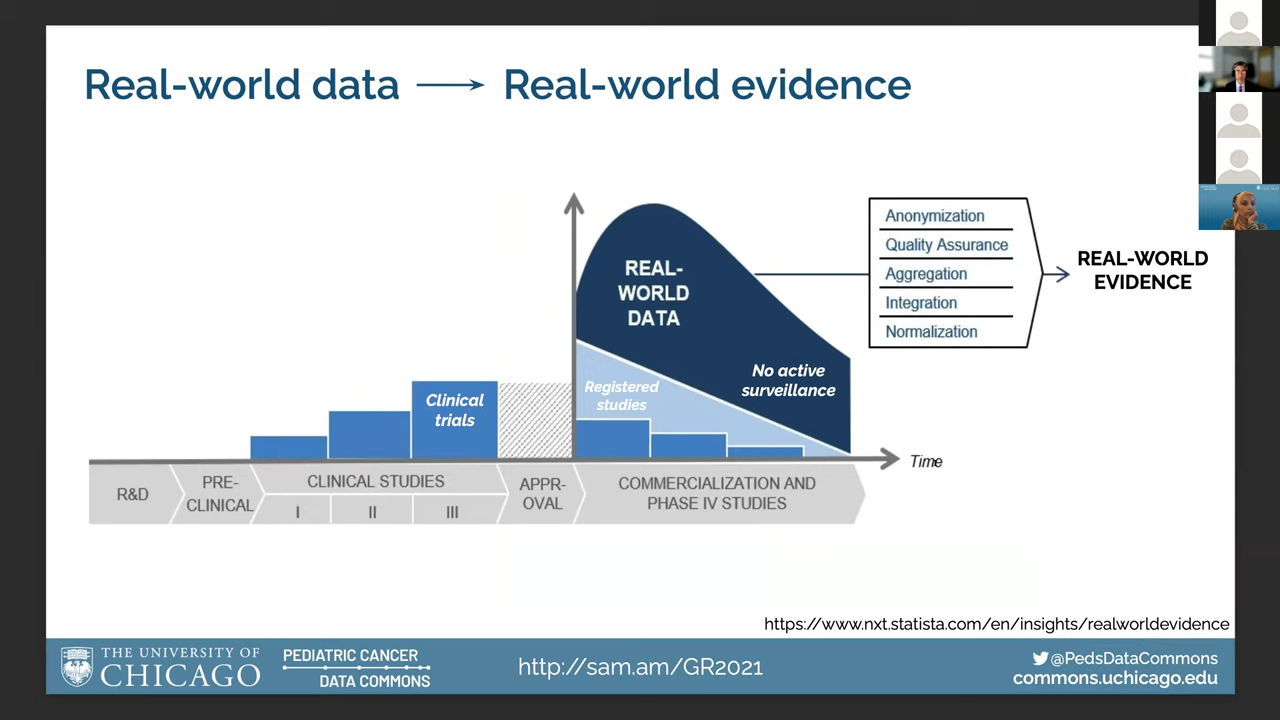 Real-world data → Real-world evidence
Anonymization
Quality Assurance
Aggregation
Integration
Normalization
REAL-WORLD
EVIDENCE
REAL-
WORLD
DATA
No active
surveillance
Registered
studies
Clinical
trials
Time
R&D
PRE-
CLINICAL
CLINICAL STUDIES
I
II
III
APPR-
OVAL
COMMERCIALIZATION AND
PHASE IV STUDIES
https://www.nxt.statista.com/en/insights/realworldevidence
THE UNIVERSITY OF
CHICAGO
PEDIATRIC CANCER
DATA COMMONS
http://sam.am/GR2021
@PedsDataCommons
commons.uchicago.edu